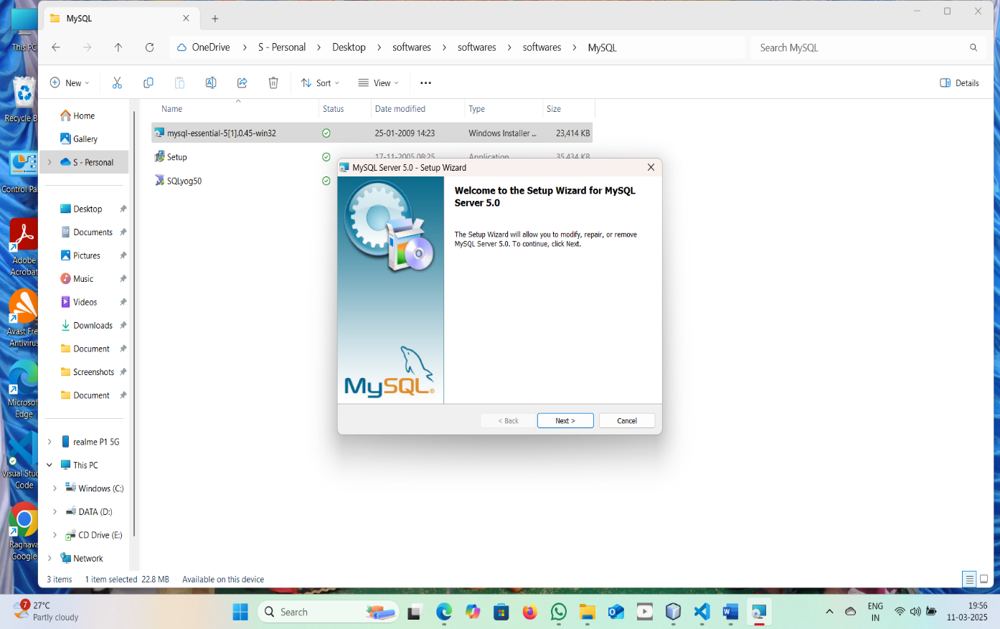 MySQL
OneDrive
S - Personal
Desktop
softwares
softwares
softwares
MySQL
Search MySQL
New
Sort
View
Details
Name
Status
Date modified
Type
Size
mysql-essential-5[1].0.45-win32
25-01-2009 14:23
Windows Installer ...
23,414 KB
Setup
17-11-2005 08:25
Application
35,434 KB
SQLyog50
Home
Gallery
S - Personal
Desktop
Documents
Pictures
Music
Videos
Downloads
Document
Screenshots
Document
realme P1 5G
This PC
Windows (C:)
DATA (D:)
CD Drive (E:)
Network
3 items
1 item selected 22.8 MB
Available on this device
MySQL Server 5.0 - Setup Wizard
Welcome to the Setup Wizard for MySQL
Server 5.0
The Setup Wizard will allow you to modify, repair, or remove
MySQL Server 5.0. To continue, click Next.
MySQL
< Back
Next >
Cancel
This PC
Recycle B
Control Pa
Adobe
Acrobat
Avast Fre
Antivirus
Microsof
Edge
Visual Stud
Code
Raghava
Google
7
27°C
Partly cloudy
Search
ENG
IN
19:56
11-03-2025